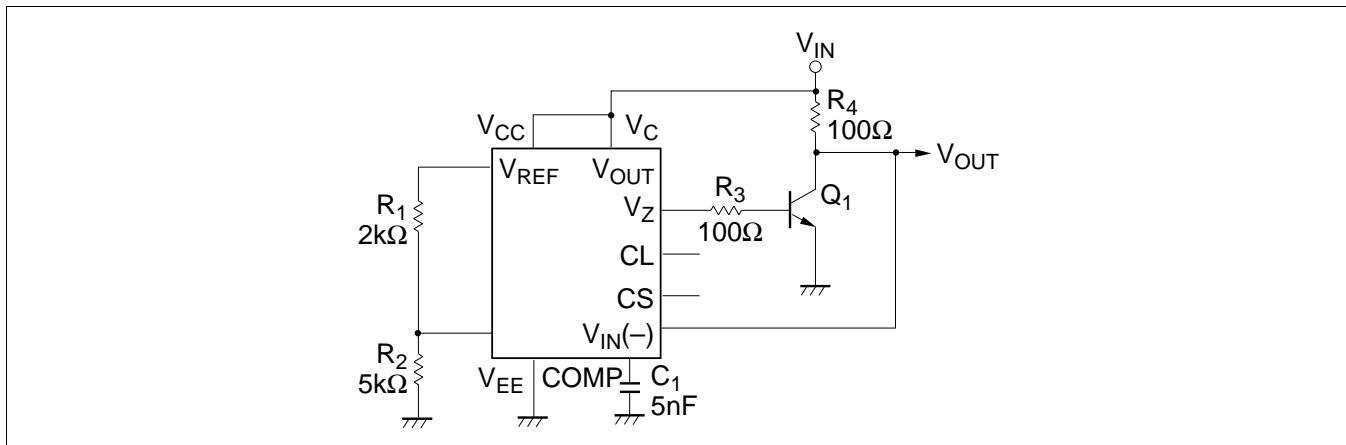 V_IN
R_4
100Ω
V_CC
V_C
V_OUT
V_REF
V_OUT
R_3
Q_1
V_Z
R_1
2kΩ
100Ω
CL
CS
V_IN(–)
R_2
5kΩ
V_EE
COMP
C_1
5nF